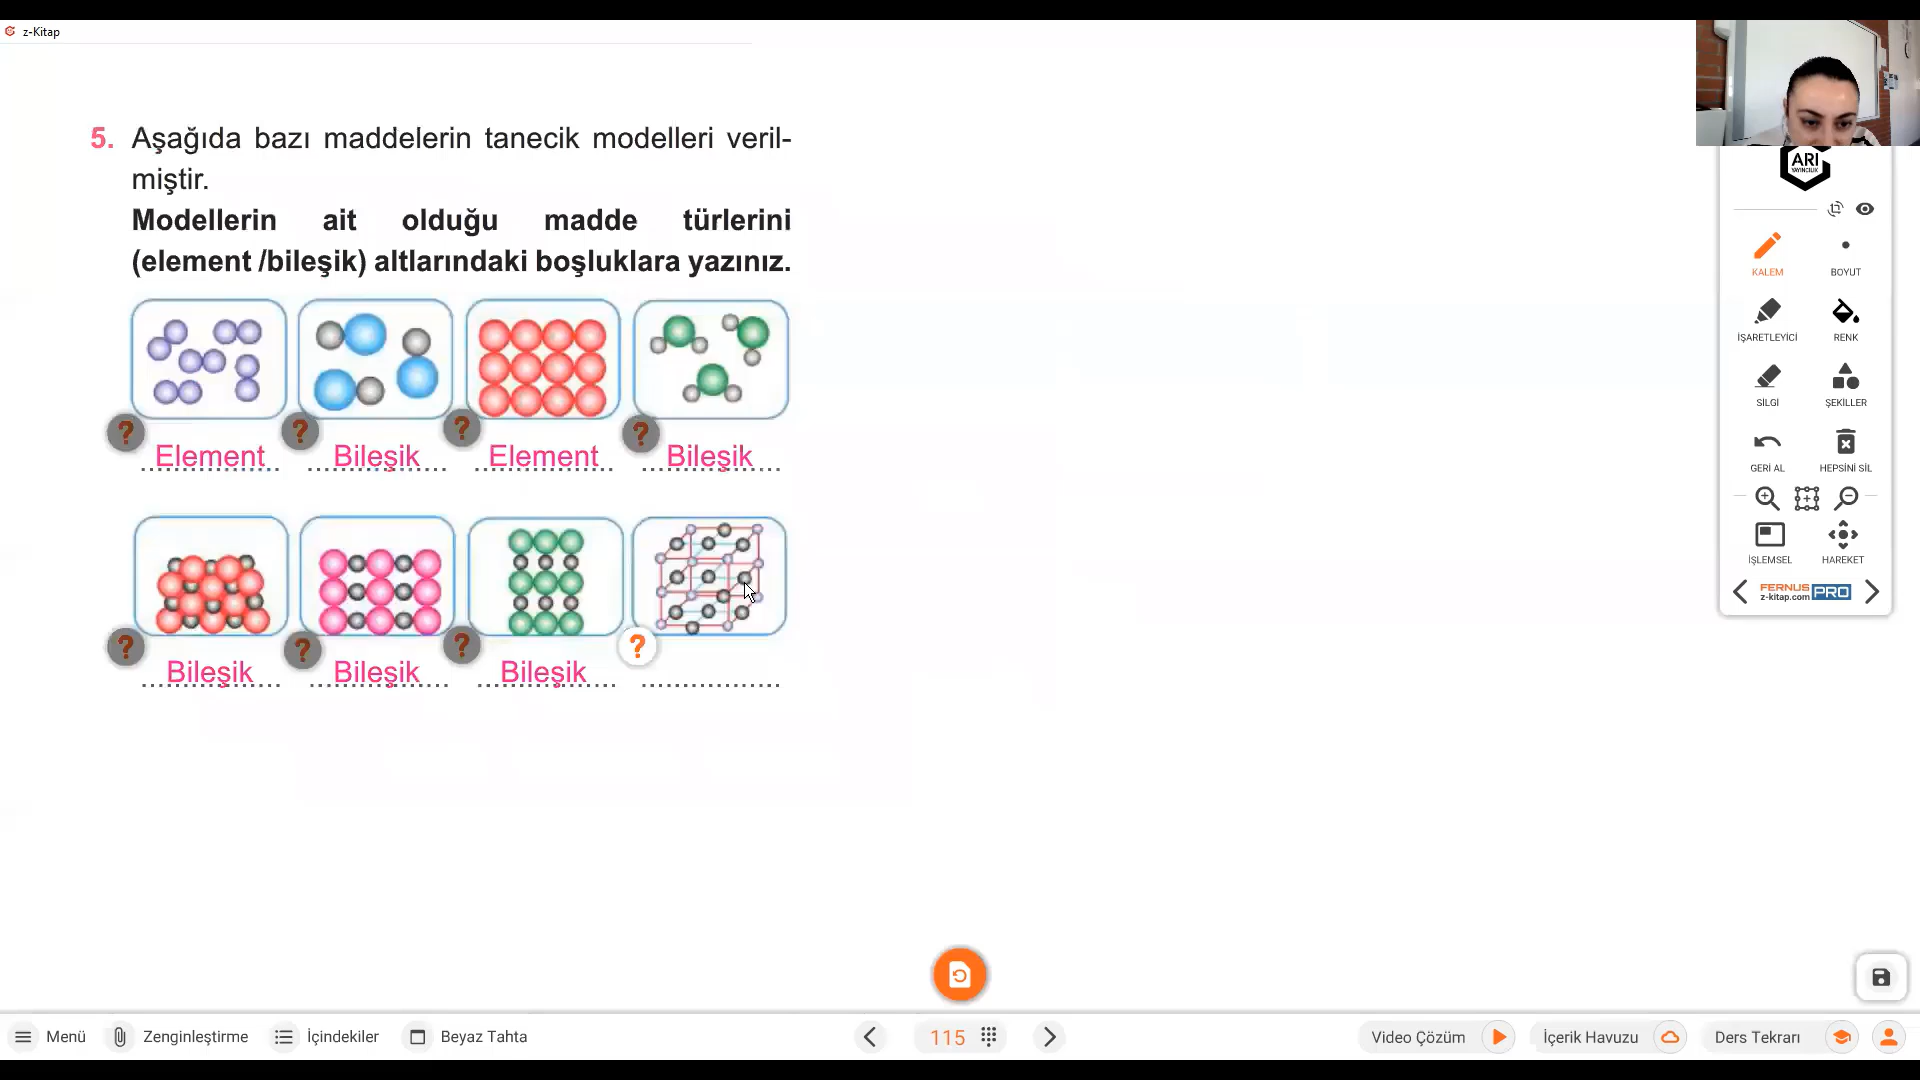 z-Kitap
5. Aşağıda bazı maddelerin tanecik modelleri veril-
miştir.
Modellerin ait olduğu madde türlerini
(element /bileşik) altlarındaki boşluklara yazınız.
? ? ? ?
Element Bileşik Element Bileşik
? ? ? ?
Bileşik Bileşik Bileşik
ARI
YAYINCILIK
KALEM BOYUT
İŞARETLEYİCİ RENK
SİLGİ ŞEKİLLER
GERİ AL HEPSİNİ SİL
İŞLEMSEL HAREKET
FERNUS
z-kitap.com PRO
Menü Zenginleştirme İçindekiler Beyaz Tahta 115 Video Çözüm İçerik Havuzu Ders Tekrarı